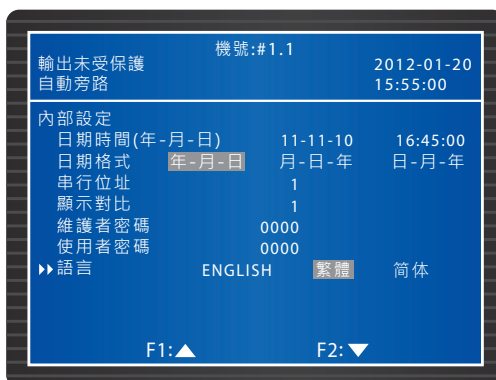 機號:#1.1
輸出未受保護 2012-01-20
自動旁路 15:55:00
內部設定
日期時間(年-月-日) 11-11-10 16:45:00
日期格式 年-月-日 月-日-年 日-月-年
串行位址 1
顯示對比 1
維護者密碼 0000
使用者密碼 0000
語言 ENGLISH 繁體 简体
F1: F2: